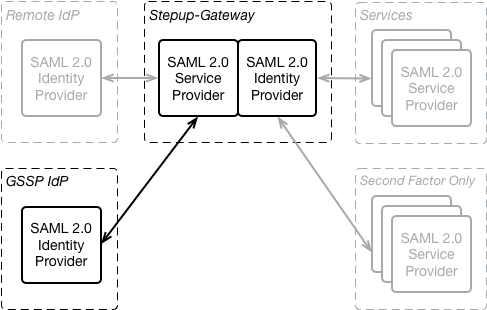 Remote IdP
SAML 2.0
Identity
Provider
Stepup-Gateway
SAML 2.0
Service
Provider
SAML 2.0
Identity
Provider
Services
SAML 2.0
Service
Provider
GSSP IdP
SAML 2.0
Identity
Provider
Second Factor Only
SAML 2.0
Service
Provider